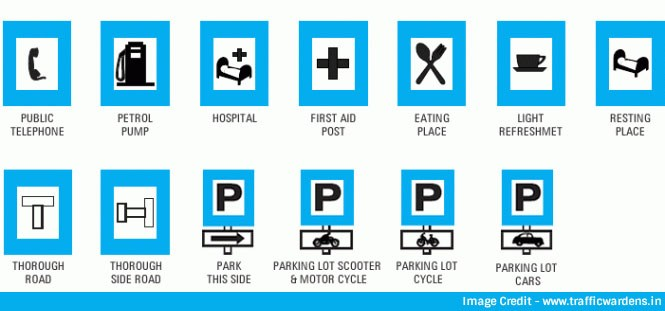 PUBLIC
TELEPHONE
PETROL
PUMP
HOSPITAL
FIRST AID
POST
EATING
PLACE
LIGHT
REFRESHMET
RESTING
PLACE
P
P
P
P
THOROUGH
ROAD
THOROUGH
SIDE ROAD
PARK
THIS SIDE
PARKING LOT SCOOTER
& MOTOR CYCLE
PARKING LOT
CYCLE
PARKING LOT
CARS
Image Credit - www.trafficwardens.in